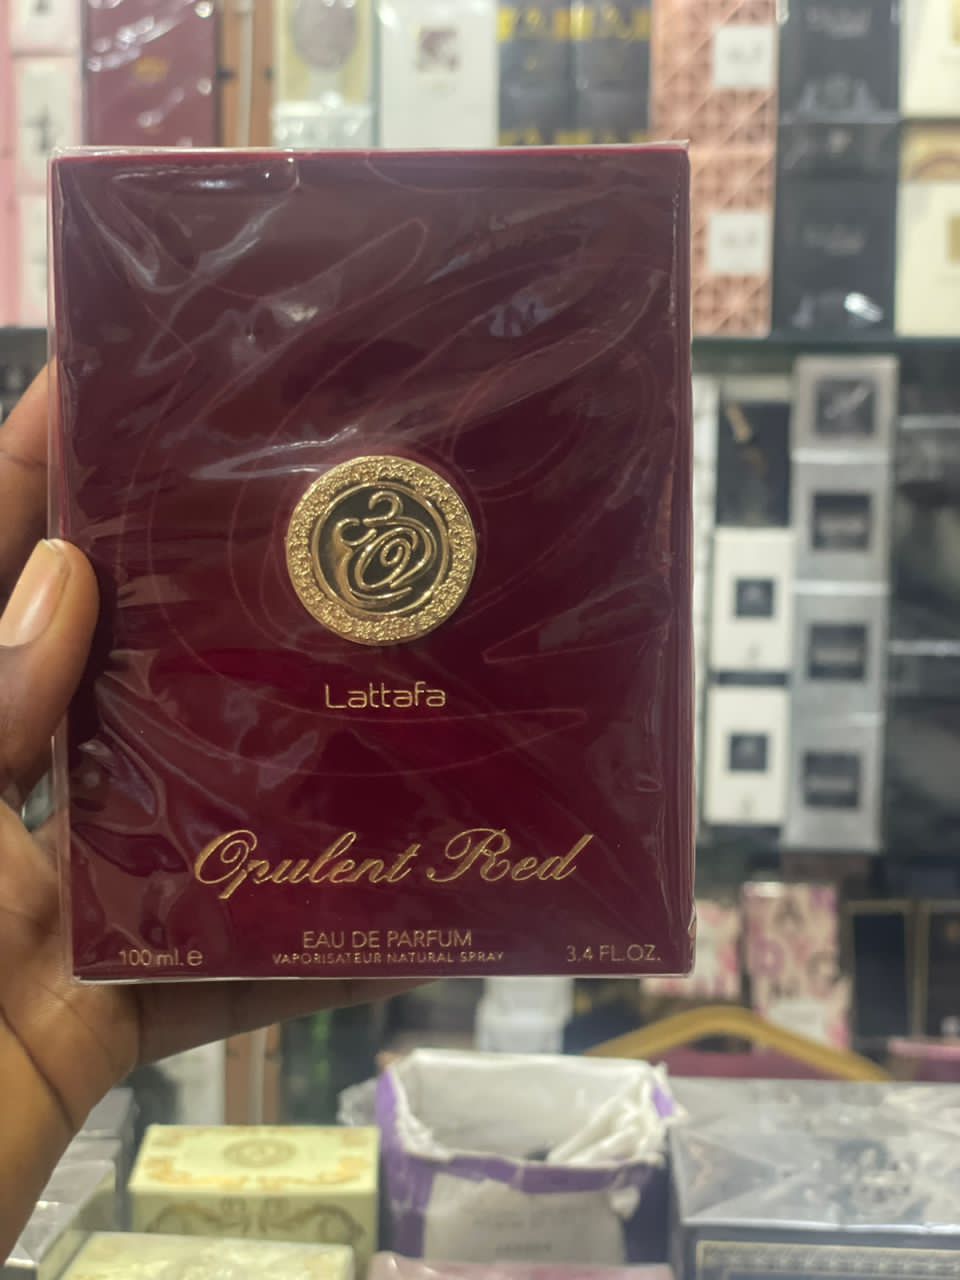 Lattafa
Opulent Red
EAU DE PARFUM
VAPORISATEUR NATURAL SPRAY
100 ml. e
3.4 FL.OZ.